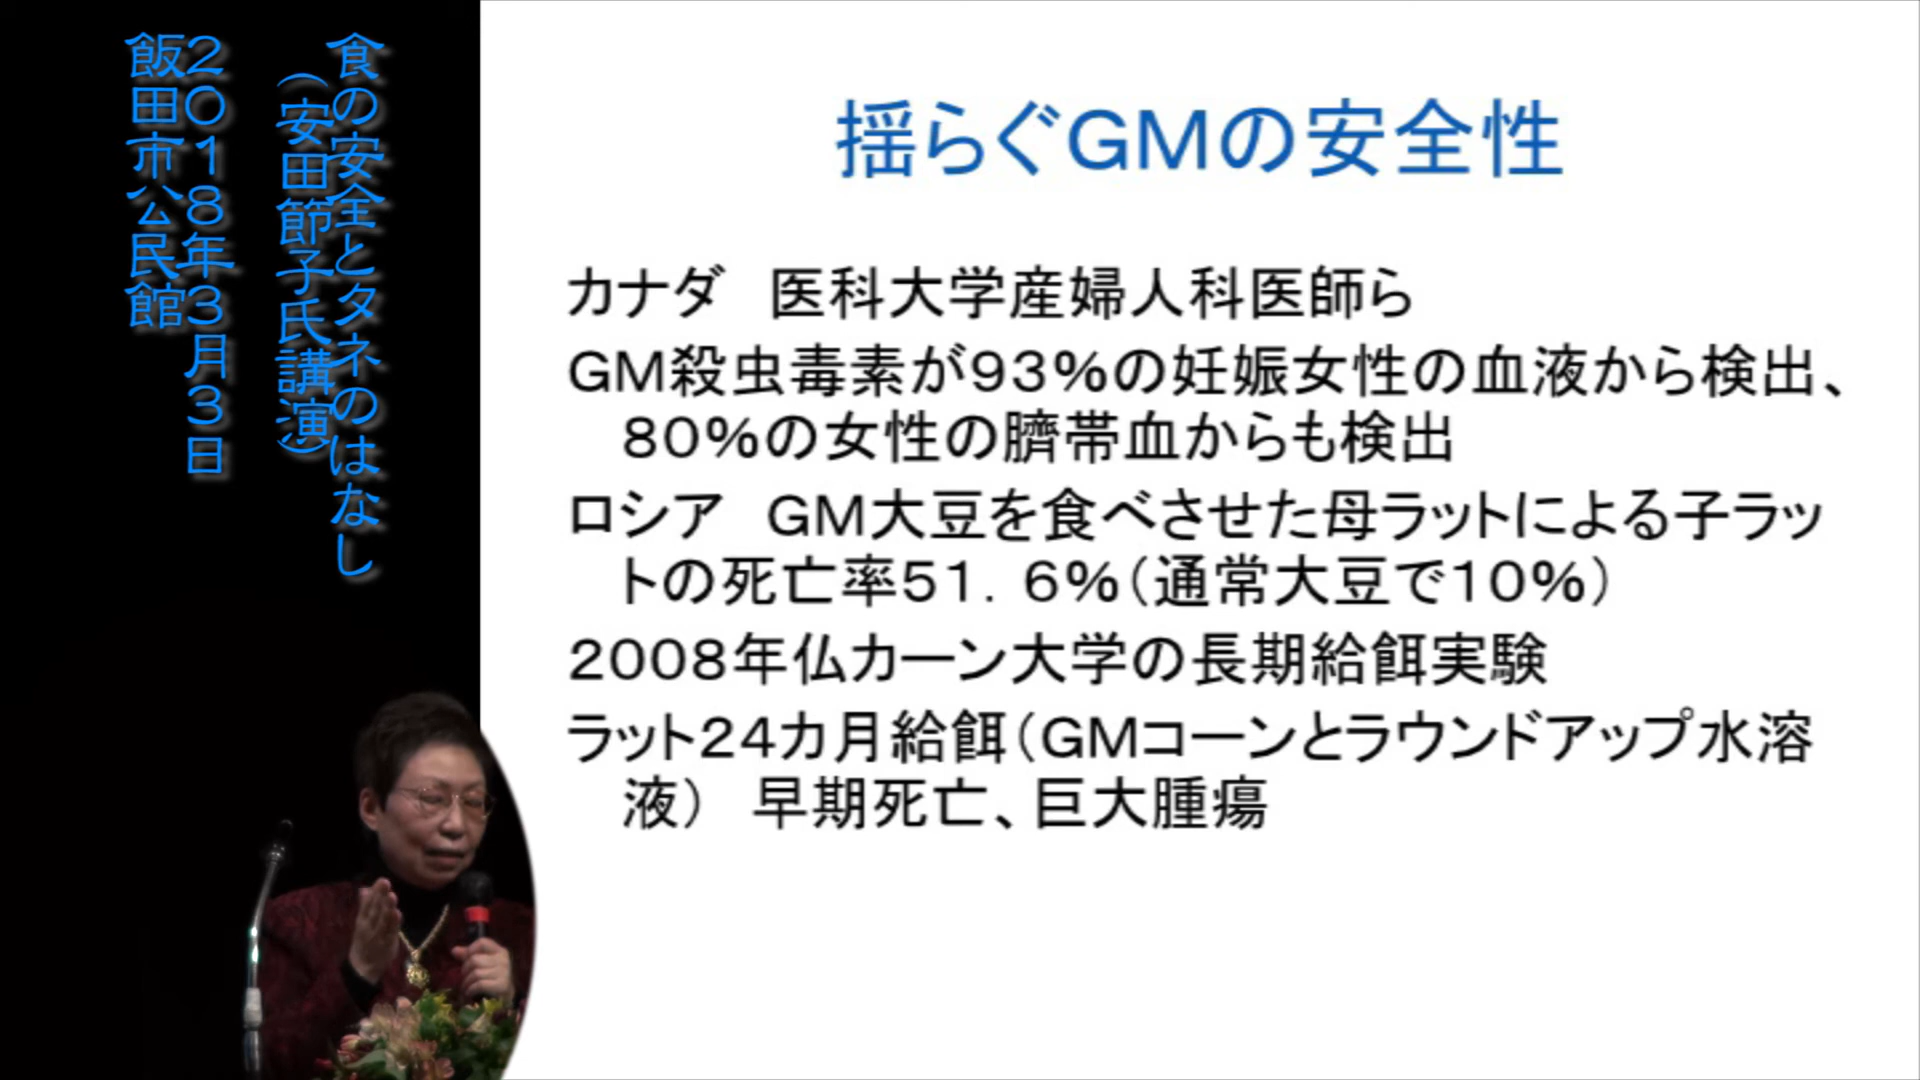 食の安全とタネのはなし
（安田節子氏講演）
２０１８年３月３日
飯田市公民館
揺らぐGMの安全性
カナダ　医科大学産婦人科医師ら
GM殺虫毒素が93%の妊娠女性の血液から検出、
80%の女性の臍帯血からも検出
ロシア　GM大豆を食べさせた母ラットによる子ラッ
トの死亡率51．6%（通常大豆で10%）
2008年仏カーン大学の長期給餌実験
ラット24カ月給餌（GMコーンとラウンドアップ水溶
液）　早期死亡、巨大腫瘍